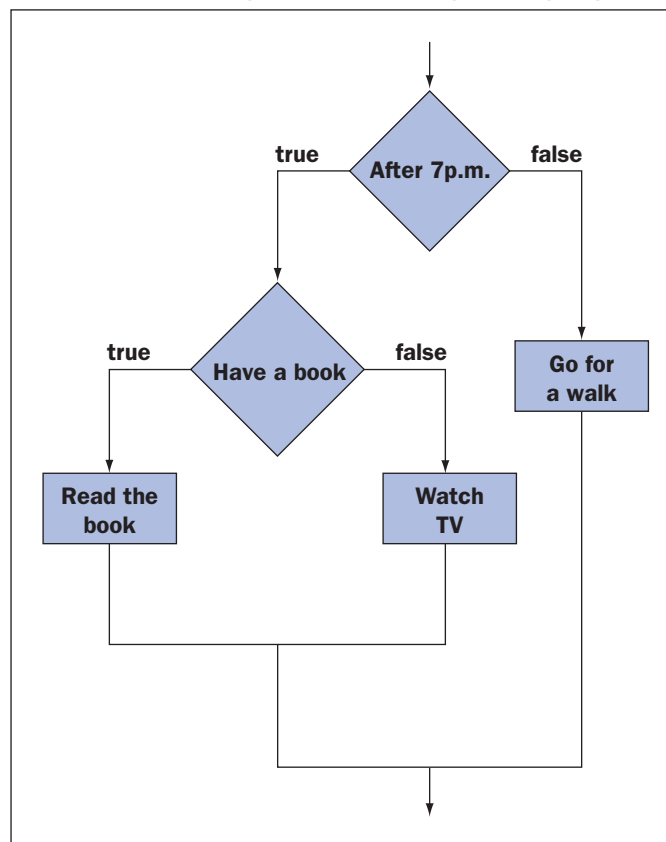 true
After 7p.m.
false
true
Have a book
false
Go for
a walk
Read the
book
Watch
TV